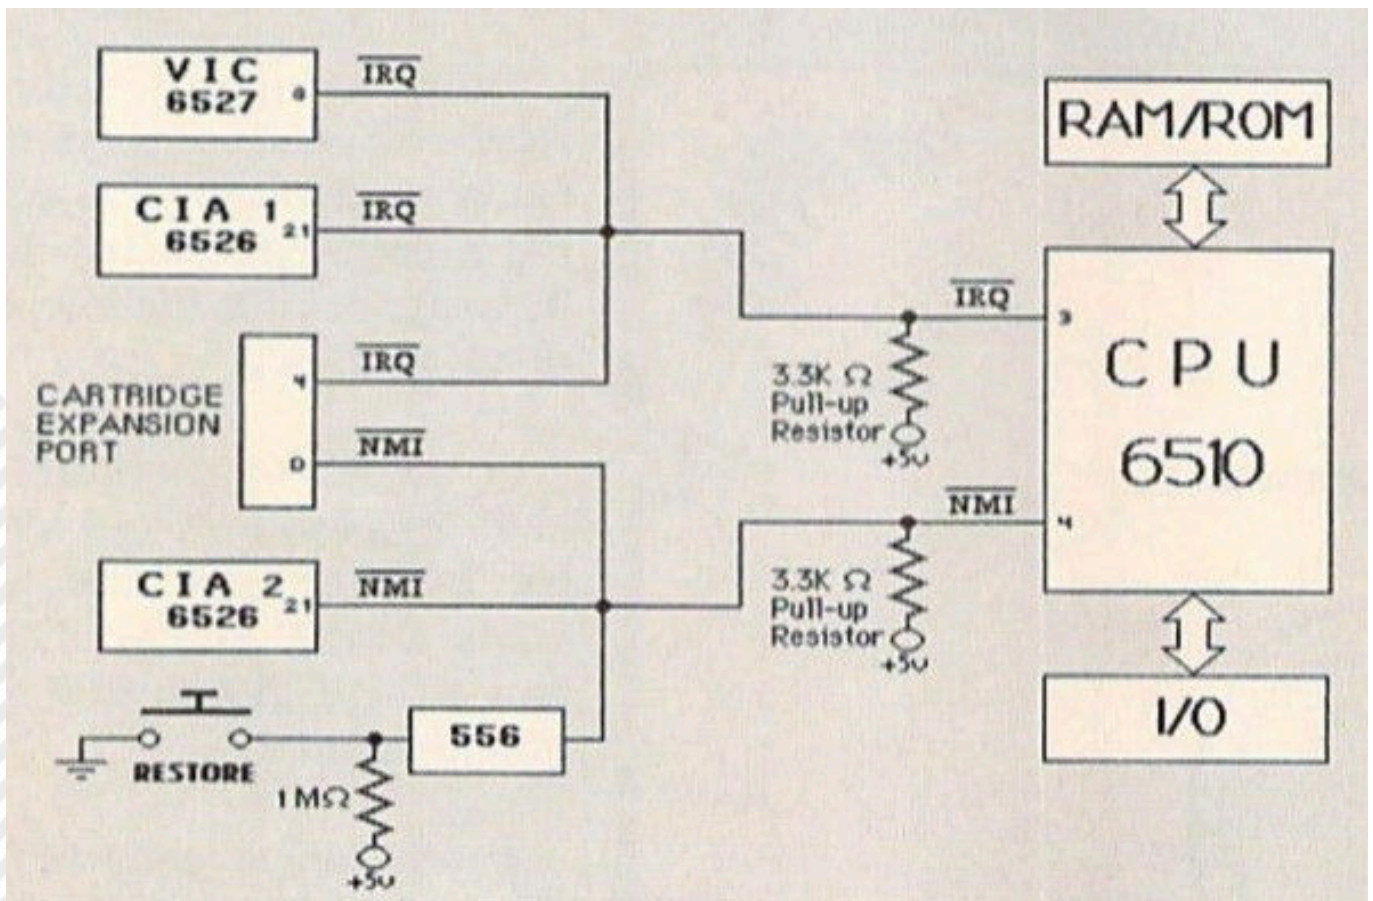 VIC
6527
8
IRQ
CIA 1
6526
21
IRQ
CARTRIDGE
EXPANSION
PORT
4
IRQ
D
NMI
CIA 2
6526
21
NMI
RESTORE
1MΩ
+5v
556
3.3K Ω
Pull-up
Resistor
+5v
IRQ
3
3.3K Ω
Pull-up
Resistor
+5v
NMI
4
RAM/ROM
CPU
6510
I/O